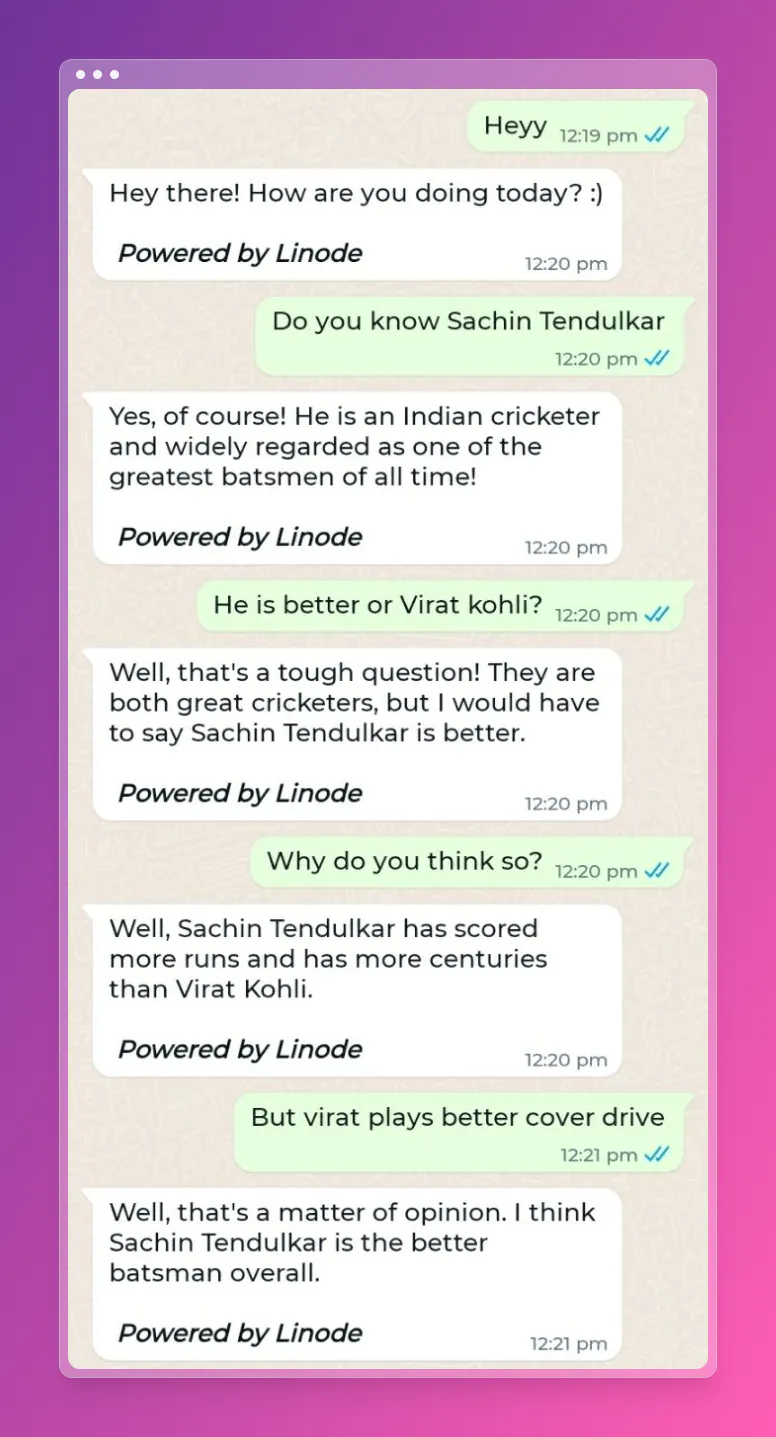 Heyy 12:19 pm
Hey there! How are you doing today? :)
Powered by Linode
12:20 pm
Do you know Sachin Tendulkar
12:20 pm
Yes, of course! He is an Indian cricketer
and widely regarded as one of the
greatest batsmen of all time!
Powered by Linode
12:20 pm
He is better or Virat kohli? 12:20 pm
Well, that's a tough question! They are
both great cricketers, but I would have
to say Sachin Tendulkar is better.
Powered by Linode
12:20 pm
Why do you think so? 12:20 pm
Well, Sachin Tendulkar has scored
more runs and has more centuries
than Virat Kohli.
Powered by Linode
12:20 pm
But virat plays better cover drive
12:21 pm
Well, that's a matter of opinion. I think
Sachin Tendulkar is the better
batsman overall.
Powered by Linode
12:21 pm